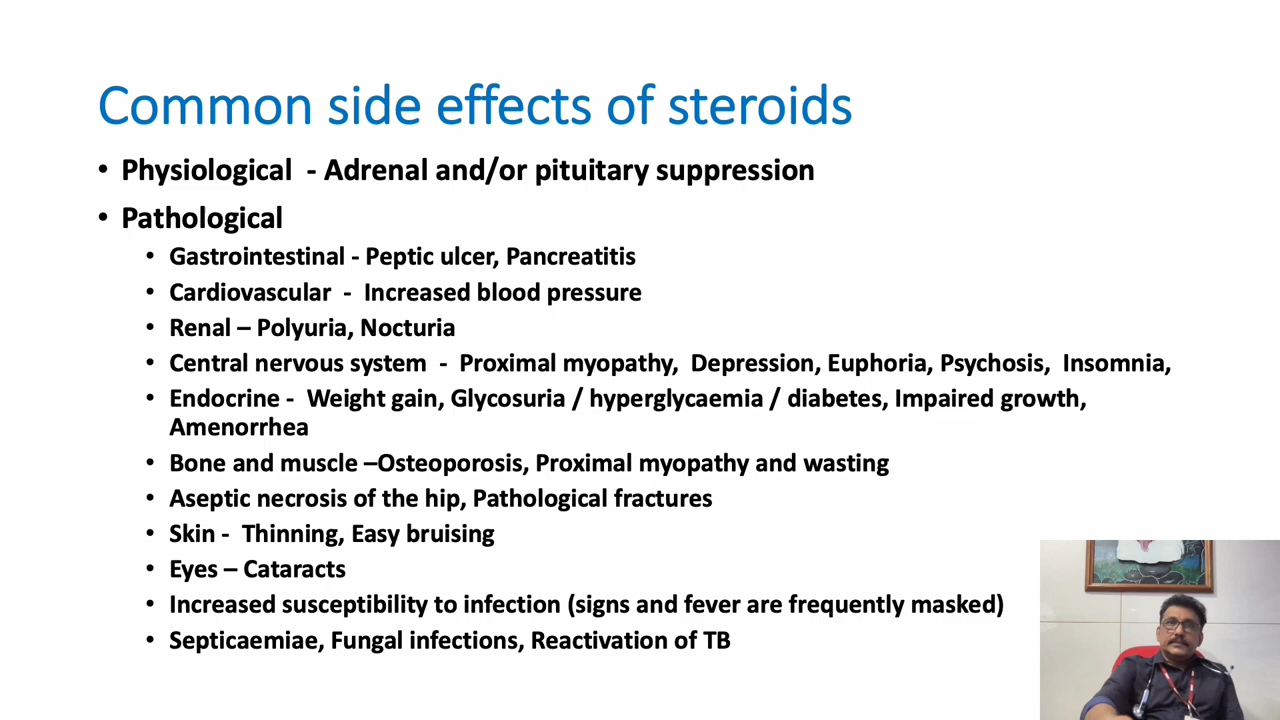 Common side effects of steroids
• Physiological - Adrenal and/or pituitary suppression
• Pathological
• Gastrointestinal - Peptic ulcer, Pancreatitis
• Cardiovascular - Increased blood pressure
• Renal – Polyuria, Nocturia
• Central nervous system - Proximal myopathy, Depression, Euphoria, Psychosis, Insomnia,
• Endocrine - Weight gain, Glycosuria / hyperglycaemia / diabetes, Impaired growth,
Amenorrhea
• Bone and muscle –Osteoporosis, Proximal myopathy and wasting
• Aseptic necrosis of the hip, Pathological fractures
• Skin - Thinning, Easy bruising
• Eyes – Cataracts
• Increased susceptibility to infection (signs and fever are frequently masked)
• Septicaemiae, Fungal infections, Reactivation of TB